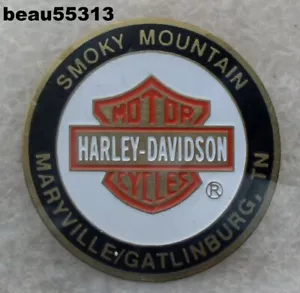 beau55313
SMOKY MOUNTAIN
MOTOR
HARLEY-DAVIDSON
CYCLES
®
MARYVILLE/GATLINBURG, TN